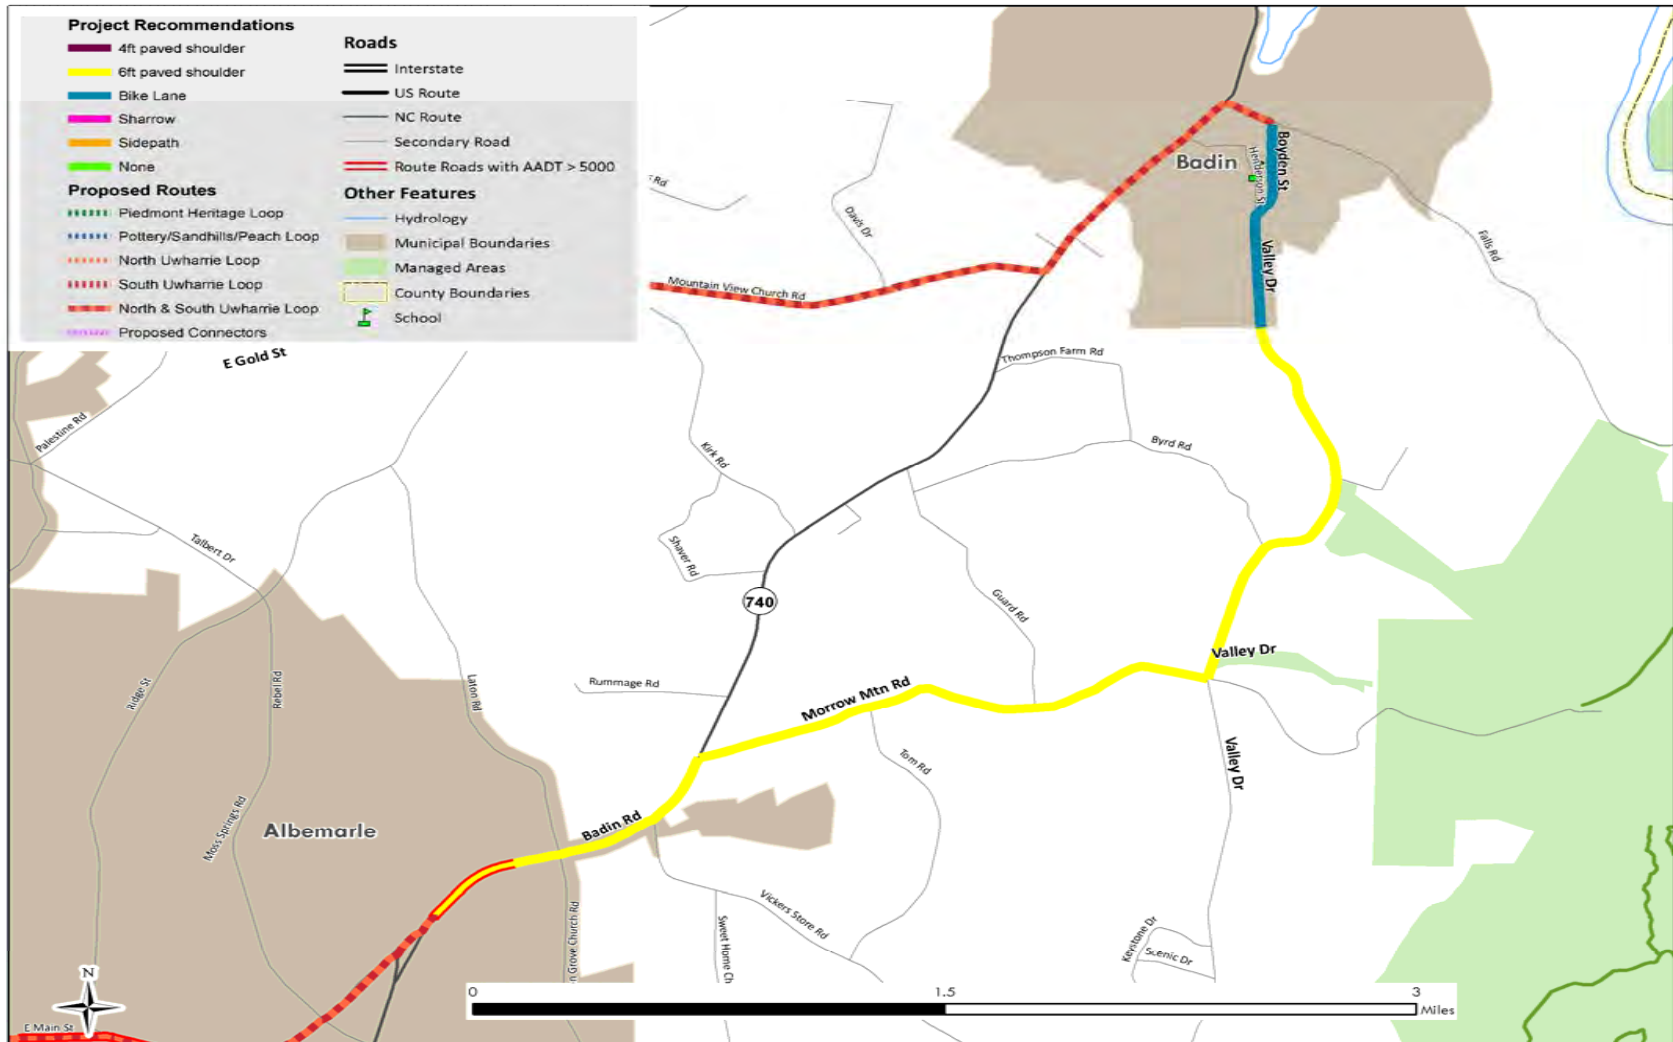 Project Recommendations
4ft paved shoulder
6ft paved shoulder
Bike Lane
Sharrow
Sidepath
None
Proposed Routes
Piedmont Heritage Loop
Pottery/Sandhills/Peach Loop
North Uwharrie Loop
South Uwharrie Loop
North & South Uwharrie Loop
Proposed Connectors
Roads
Interstate
US Route
NC Route
Secondary Road
Route Roads with AADT > 5000
Other Features
Hydrology
Municipal Boundaries
Managed Areas
County Boundaries
School
Badin
Henderson St
Boyden St
Valley Dr
Falls Rd
Rd
Davis Dr
Mountain View Church Rd
E Gold St
Thompson Farm Rd
Palestine Rd
Kirk Rd
Byrd Rd
Talbert Dr
Shaver Rd
740
Guard Rd
Valley Dr
Ridge St
Rebel Rd
Laton Rd
Rummage Rd
Morrow Mtn Rd
Valley Dr
Tom Rd
Moss Springs Rd
Albemarle
Badin Rd
Vickers Store Rd
Sweet Home Ch
n Grove Church Rd
Keystone Dr
Scenic Dr
N
E Main St
0
1.5
3
Miles